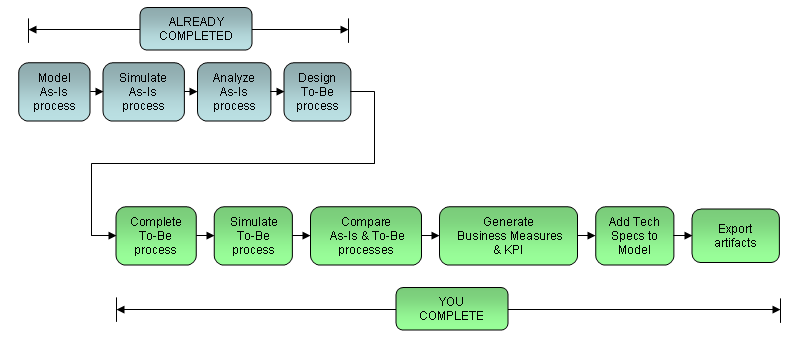 ALREADY
COMPLETED
Model
As-Is
process
Simulate
As-Is
process
Analyze
As-Is
process
Design
To-Be
process
Complete
To-Be
process
Simulate
To-Be
process
Compare
As-Is & To-Be
processes
Generate
Business Measures
& KPI
Add Tech
Specs to
Model
Export
artifacts
YOU
COMPLETE